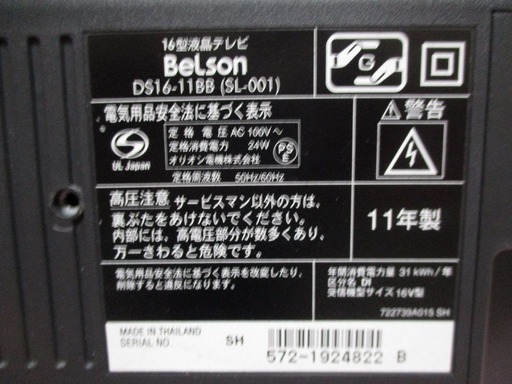 16型液晶テレビ
BeLson
DS16-11BB (SL-001)
電気用品安全法に基づく表示
定格電圧 AC 100V～
定格消費電力 24W
オリオン電機株式会社
定格周波数 50Hz/60Hz
PSE
UL Japan
警告
高圧注意 サービスマン以外の方は、
裏ぶたをあけないでください。
内部には、高電圧部分が数多くあり、
万一さわると危険です。
11年製
電気用品安全法に基づく表示を改変したり、
削除すると違反になります。
年間消費電力量 31 kWh/年
区分名 DI
受信機型サイズ 16V型
722739A015 SH
MADE IN THAILAND
SERIAL NO
SH
572-1924822 B